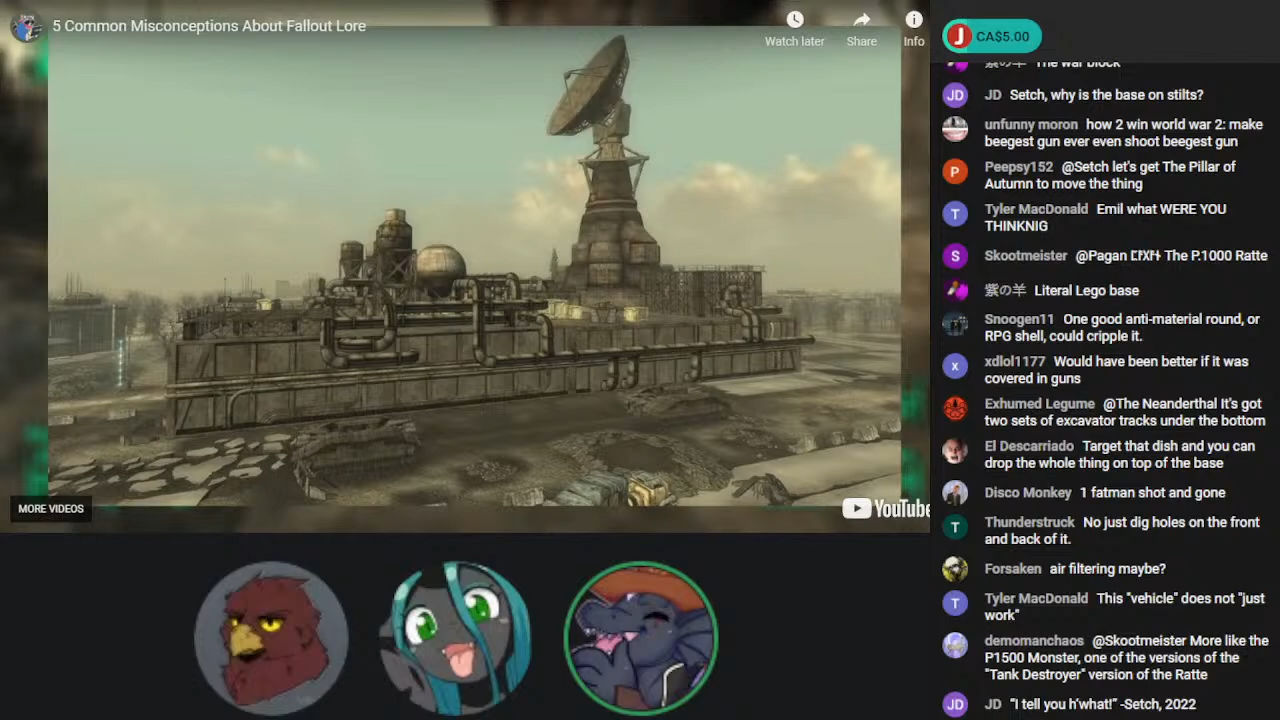 5 Common Misconceptions About Fallout Lore
Watch later
Share
Info
MORE VIDEOS
YouTube
J CA$5.00
紫の羊 The war block
JD JD Setch, why is the base on stilts?
unfunny moron how 2 win world war 2: make
beegest gun ever even shoot beegest gun
P Peepsy152 @Setch let's get The Pillar of
Autumn to move the thing
T Tyler MacDonald Emil what WERE YOU
THINKNIG
S Skootmeister @Pagan The P.1000 Ratte
紫の羊 Literal Lego base
Snoogen11 One good anti-material round, or
RPG shell, could cripple it.
x xdlol1177 Would have been better if it was
covered in guns
Exhumed Legume @The Neanderthal It's got
two sets of excavator tracks under the bottom
El Descarriado Target that dish and you can
drop the whole thing on top of the base
Disco Monkey 1 fatman shot and gone
T Thunderstruck No just dig holes on the front
and back of it.
Forsaken air filtering maybe?
T Tyler MacDonald This "vehicle" does not "just
work"
demomanchaos @Skootmeister More like the
P1500 Monster, one of the versions of the
"Tank Destroyer" version of the Ratte
JD JD "I tell you h'what!" -Setch, 2022